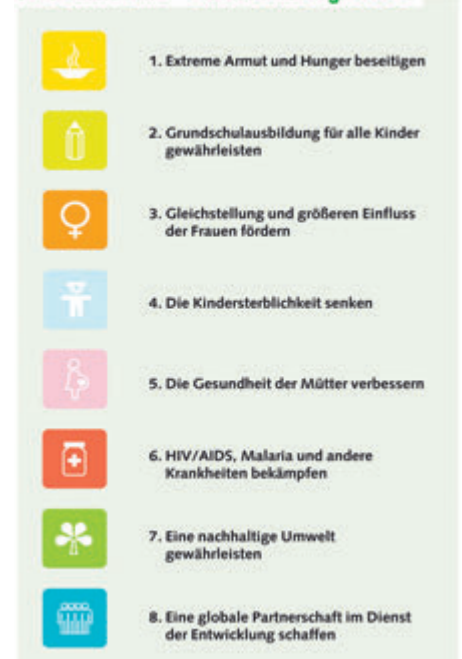 1. Extreme Armut und Hunger beseitigen
2. Grundschulausbildung für alle Kinder
gewährleisten
3. Gleichstellung und größeren Einfluss
der Frauen fördern
4. Die Kindersterblichkeit senken
5. Die Gesundheit der Mütter verbessern
6. HIV/AIDS, Malaria und andere
Krankheiten bekämpfen
7. Eine nachhaltige Umwelt
gewährleisten
8. Eine globale Partnerschaft im Dienst
der Entwicklung schaffen